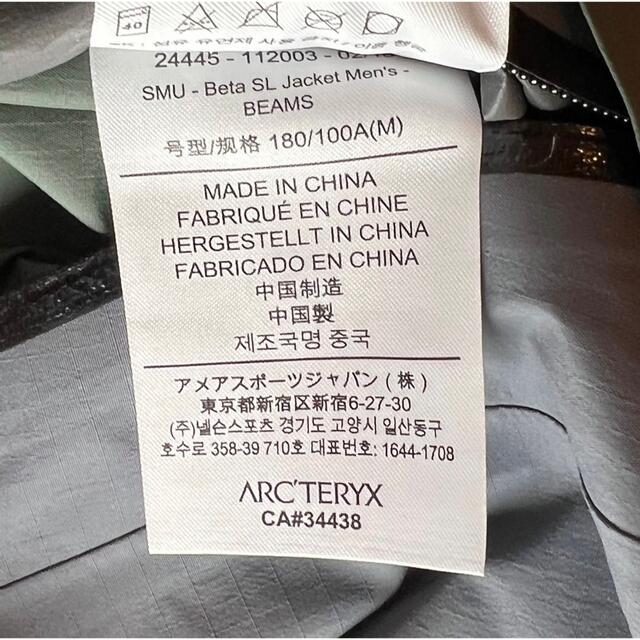 40
24445 - 112003 -
SMU - Beta SL Jacket Men's -
BEAMS
号型/规格 180/100A(M)
MADE IN CHINA
FABRIQUÉ EN CHINE
HERGESTELLT IN CHINA
FABRICADO EN CHINA
中国制造
中国製
제조국명 중국
アメアスポーツジャパン ( 株 )
東京都新宿区新宿6-27-30
(주)넬슨스포츠 경기도 고양시 일산동구
호수로 358-39 710호 대표번호: 1644-1708
ARC'TERYX
CA#34438